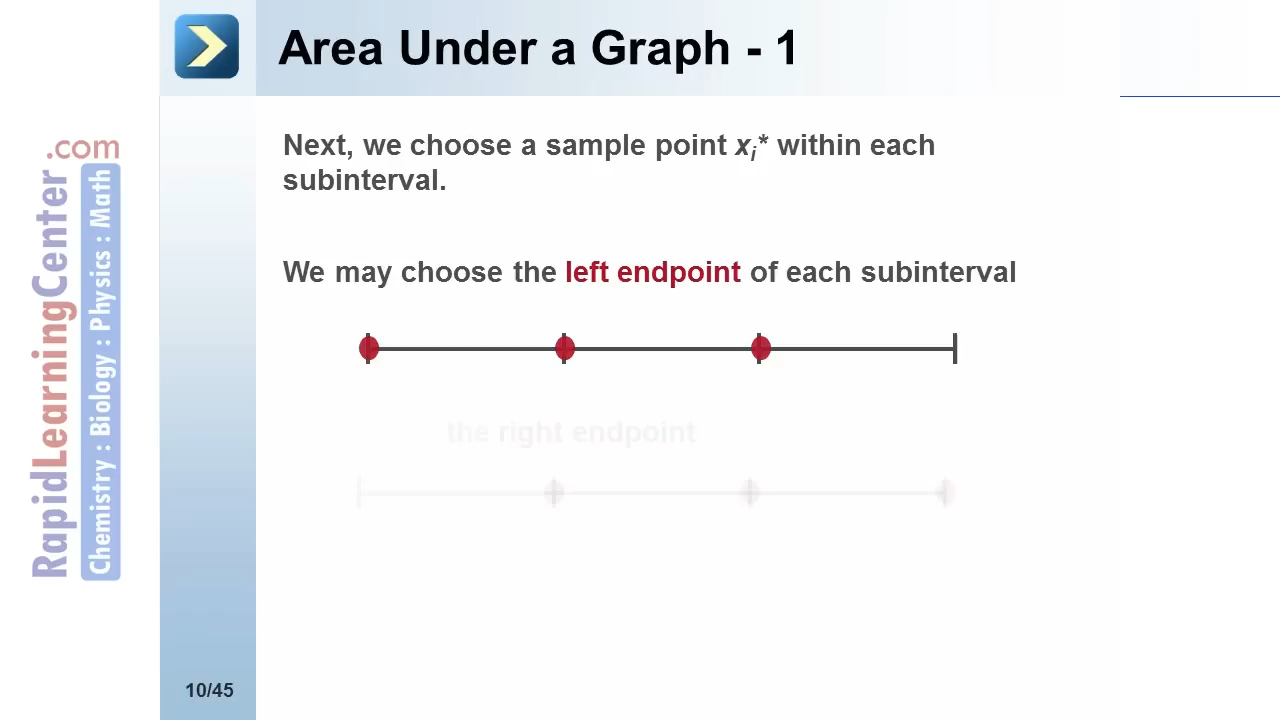 Area Under a Graph - 1
Next, we choose a sample point xᵢ* within each
subinterval.
We may choose the left endpoint of each subinterval
the right endpoint
10/45
RapidLearningCenter.com
Chemistry : Biology : Physics : Math